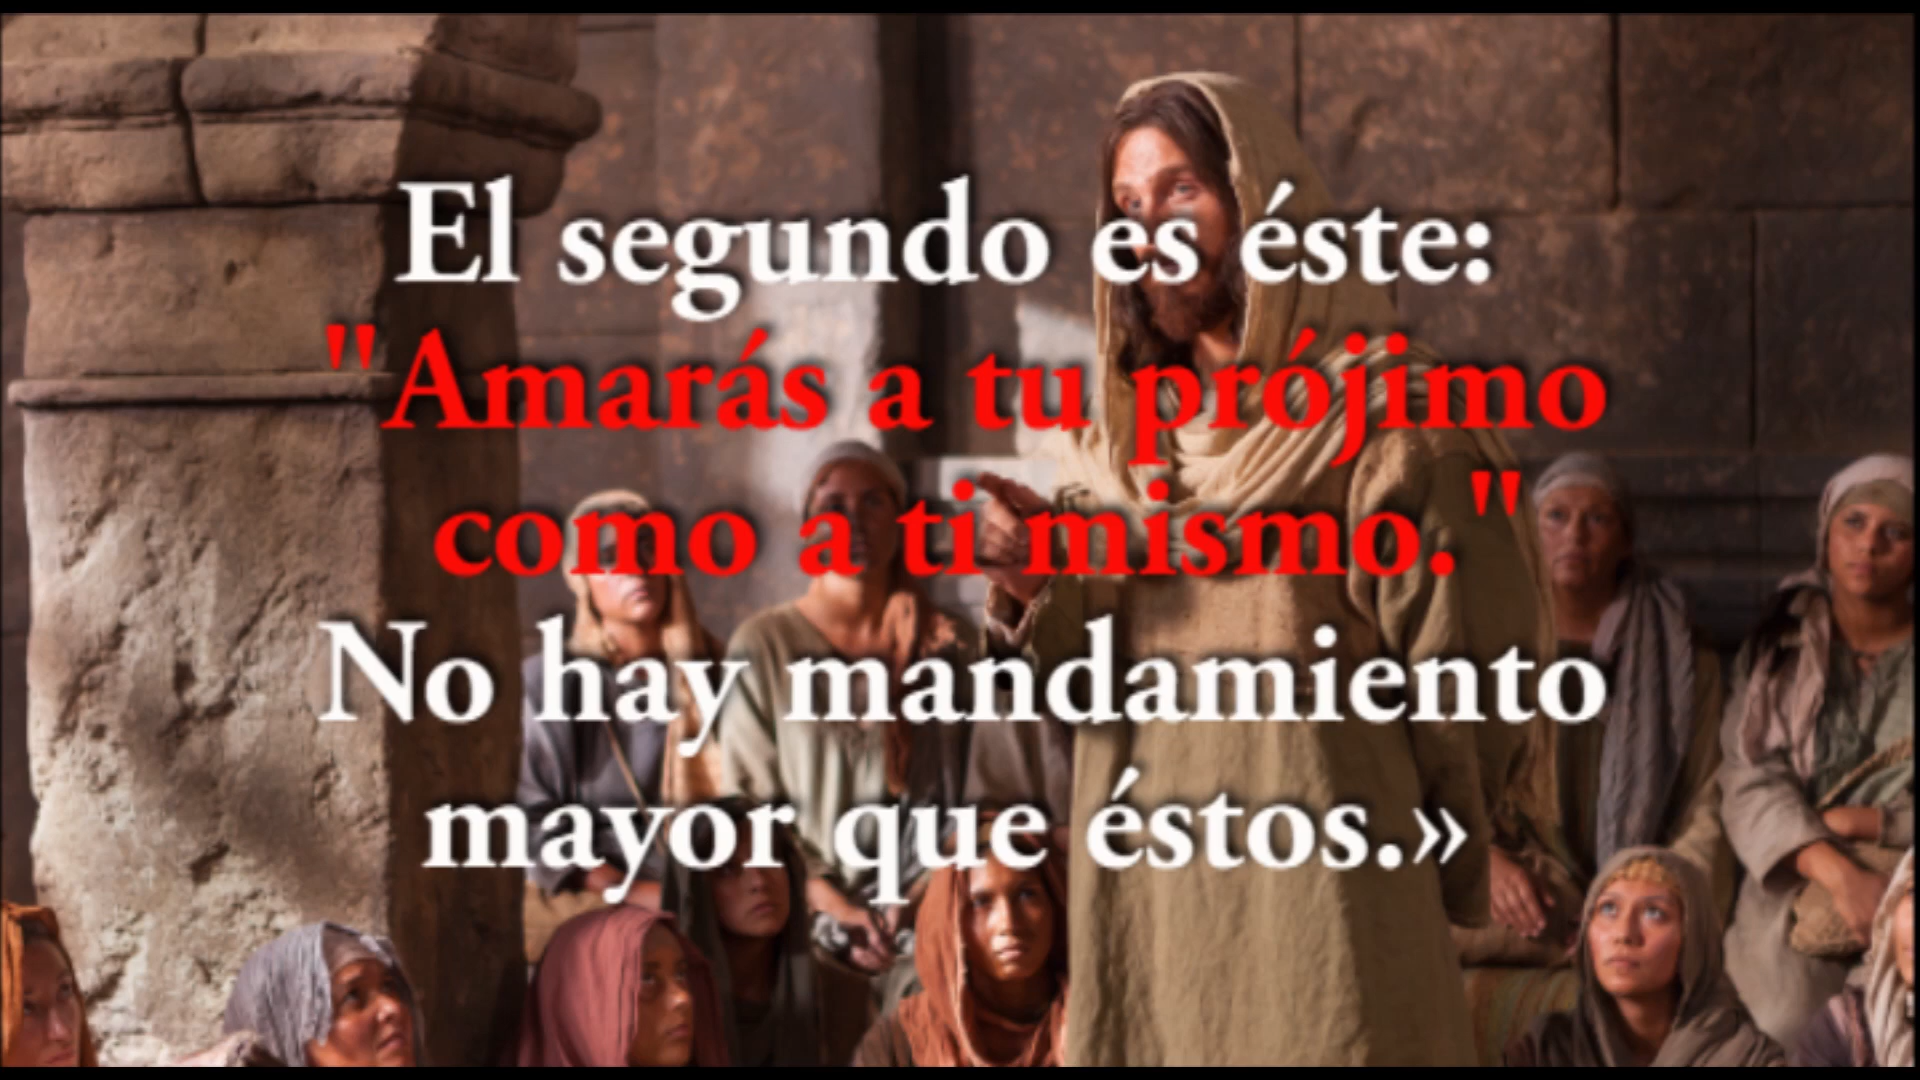 El segundo es éste:
"Amarás a tu prójimo
como a ti mismo."
No hay mandamiento
mayor que éstos.»